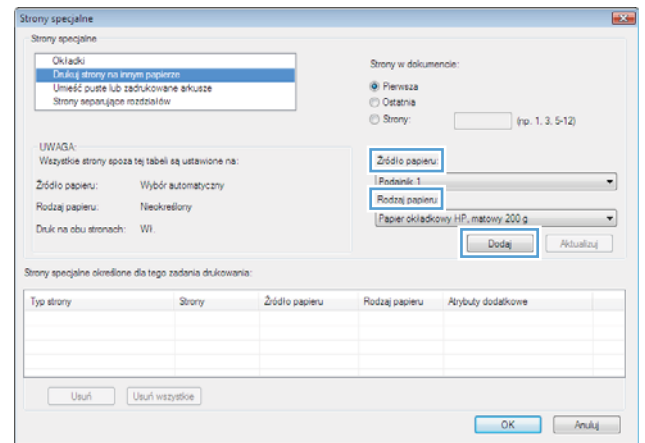 Strony specjalne
Strony specjalne
Okładki
Drukuj strony na innym papierze
Umieść puste lub zadrukowane arkusze
Strony separujące rozdziałów
Strony w dokumencie:
Pierwsza
Ostatnia
Strony: (np. 1, 3, 5-12)
UWAGA:
Wszystkie strony spoza tej tabeli są ustawione na:
Źródło papieru: Wybór automatyczny
Rodzaj papieru: Nieokreślony
Druk na obu stronach: Wł.
Źródło papieru:
Podajnik 1
Rodzaj papieru
Papier okładkowy HP, matowy 200 g
Dodaj Aktualizuj
Strony specjalne określone dla tego zadania drukowania:
Typ strony Strony Źródło papieru Rodzaj papieru Atrybuty dodatkowe
Usuń Usuń wszystkie
OK Anuluj